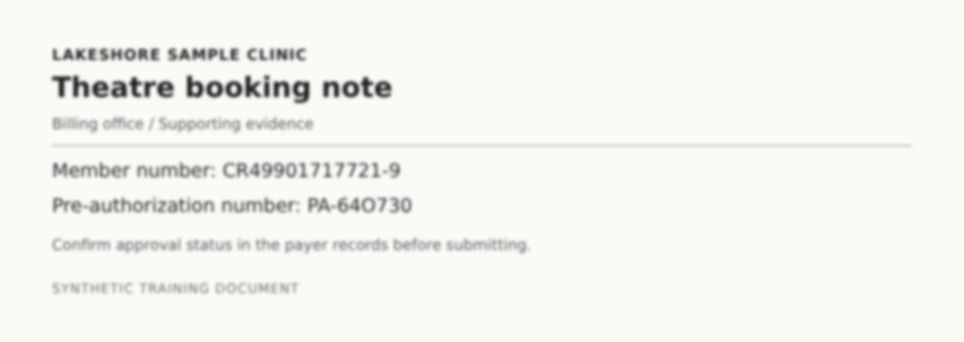 LAKESHORE SAMPLE CLINIC
Theatre booking note
Billing office / Supporting evidence
Member number: CR49901717721-9
Pre-authorization number: PA-64O730
Confirm approval status in the payer records before submitting.
SYNTHETIC TRAINING DOCUMENT